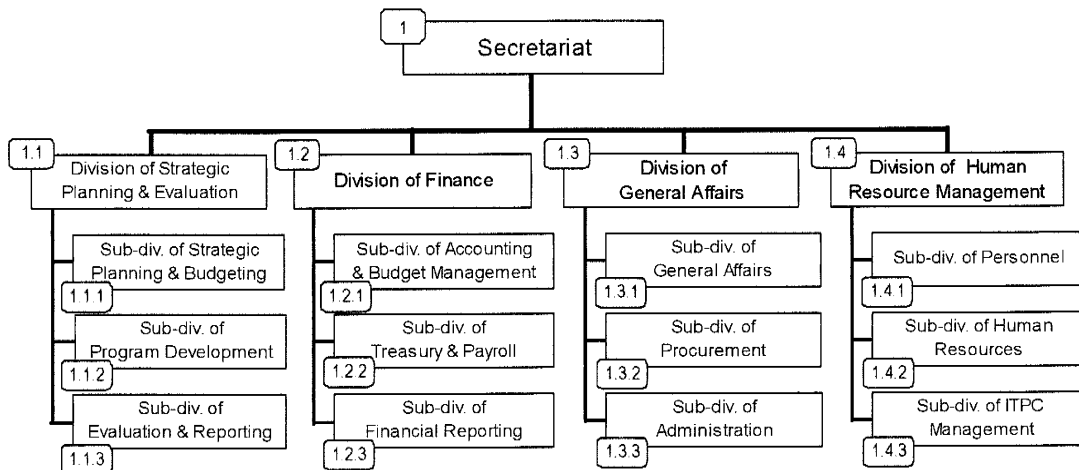 1
Secretariat
1.1
Division of Strategic
Planning & Evaluation
1.1.1
Sub-div. of Strategic
Planning & Budgeting
1.1.2
Sub-div. of
Program Development
1.1.3
Sub-div. of
Evaluation & Reporting
1.2
Division of Finance
1.2.1
Sub-div. of Accounting
& Budget Management
1.2.2
Sub-div. of
Treasury & Payroll
1.2.3
Sub-div. of
Financial Reporting
1.3
Division of
General Affairs
1.3.1
Sub-div. of
General Affairs
1.3.2
Sub-div. of
Procurement
1.3.3
Sub-div. of
Administration
1.4
Division of Human
Resource Management
1.4.1
Sub-div. of Personnel
1.4.2
Sub-div. of Human
Resources
1.4.3
Sub-div. of ITPC
Management